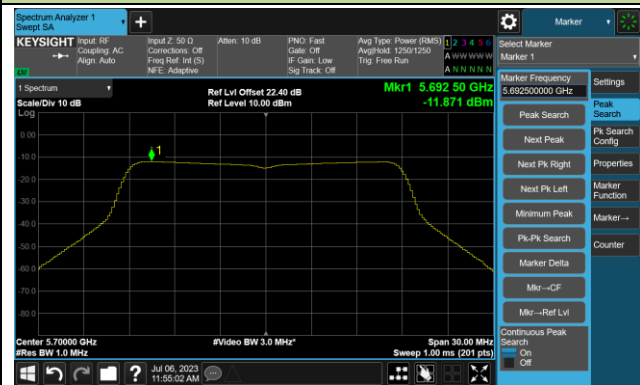 Spectrum Analyzer 1
Swept SA
Marker
KEYSIGHT
Input: RF
Coupling: AC
Align: Auto
Input Z: 50 Ω
Corrections: Off
Freq Ref: Int (S)
NFE: Adaptive
Atten: 10 dB
PNO: Fast
Gate: Off
IF Gain: Low
Sig Track: Off
Avg Type: Power (RMS)
Avg|Hold: 1250/1250
Trig: Free Run
1 2 3 4 5 6
A W W W W W
A N N N N N
LXI
Select Marker
Marker 1
1 Spectrum
Scale/Div 10 dB
Log
Ref Lvl Offset 22.40 dB
Ref Level 10.00 dBm
Mkr1 5.692 50 GHz
-11.871 dBm
1
0.00
-10.0
-20.0
-30.0
-40.0
-50.0
-60.0
-70.0
-80.0
Center 5.70000 GHz
#Res BW 1.0 MHz
#Video BW 3.0 MHz*
Span 30.00 MHz
Sweep 1.00 ms (201 pts)
Marker Frequency
5.692500000 GHz
Peak Search
Next Peak
Next Pk Right
Next Pk Left
Minimum Peak
Pk-Pk Search
Marker Delta
Mkr→CF
Mkr→Ref Lvl
Continuous Peak
Search
On
Off
Settings
Peak
Search
Pk Search
Config
Properties
Marker
Function
Marker→
Counter
Jul 06, 2023
11:55:02 AM